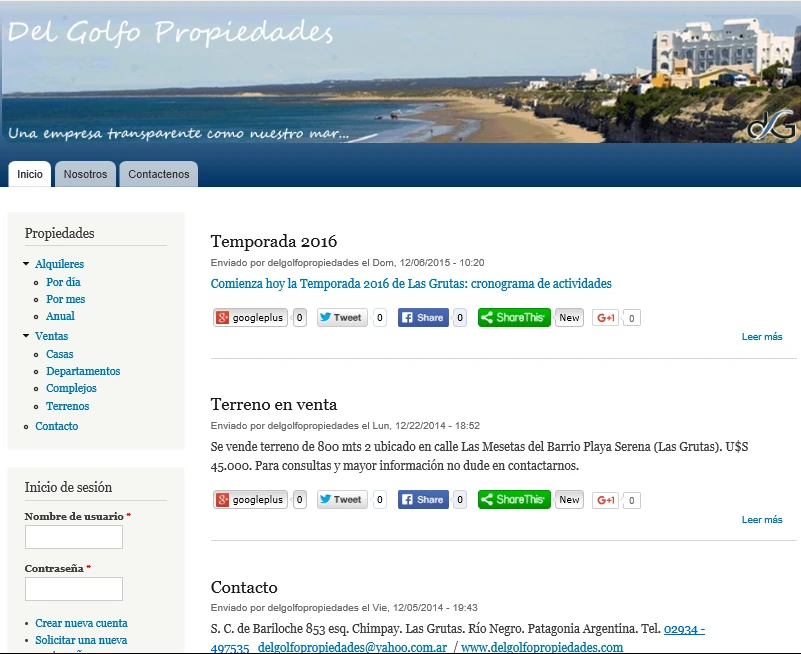 Del Golfo Propiedades
Una empresa transparente como nuestro mar...
dG
Inicio
Nosotros
Contactenos
Propiedades
Alquileres
Por día
Por mes
Anual
Ventas
Casas
Departamentos
Complejos
Terrenos
Contacto
Inicio de sesión
Nombre de usuario *
Contraseña *
Crear nueva cuenta
Solicitar una nueva
Temporada 2016
Enviado por delgolfopropiedades el Dom, 12/06/2015 - 10:20
Comienza hoy la Temporada 2016 de Las Grutas: cronograma de actividades
googleplus 0 Tweet 0 Share 0 ShareThis New G+1 0
Leer más
Terreno en venta
Enviado por delgolfopropiedades el Lun, 12/22/2014 - 18:52
Se vende terreno de 800 mts 2 ubicado en calle Las Mesetas del Barrio Playa Serena (Las Grutas). U$S
45.000. Para consultas y mayor información no dude en contactarnos.
googleplus 0 Tweet 0 Share 0 ShareThis New G+1 0
Leer más
Contacto
Enviado por delgolfopropiedades el Vie, 12/05/2014 - 19:43
S. C. de Bariloche 853 esq. Chimpay. Las Grutas. Río Negro. Patagonia Argentina. Tel. 02934 -
497535 delgolfopropiedades@yahoo.com.ar / www.delgolfopropiedades.com